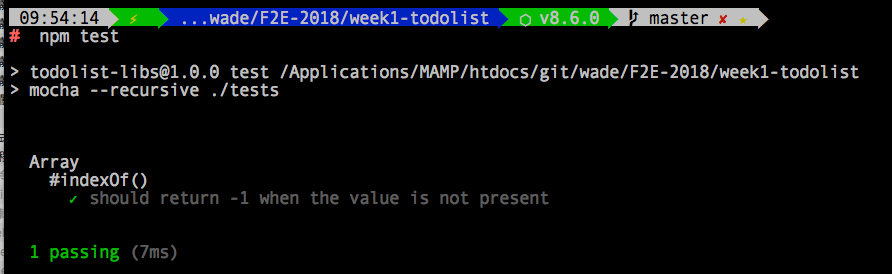 09:54:14 ⚡ ...wade/F2E-2018/week1-todolist ⬡ v8.6.0 master ✘ ★
# npm test
> todolist-libs@1.0.0 test /Applications/MAMP/htdocs/git/wade/F2E-2018/week1-todolist
> mocha --recursive ./tests
Array
#indexOf()
✓ should return -1 when the value is not present
1 passing (7ms)